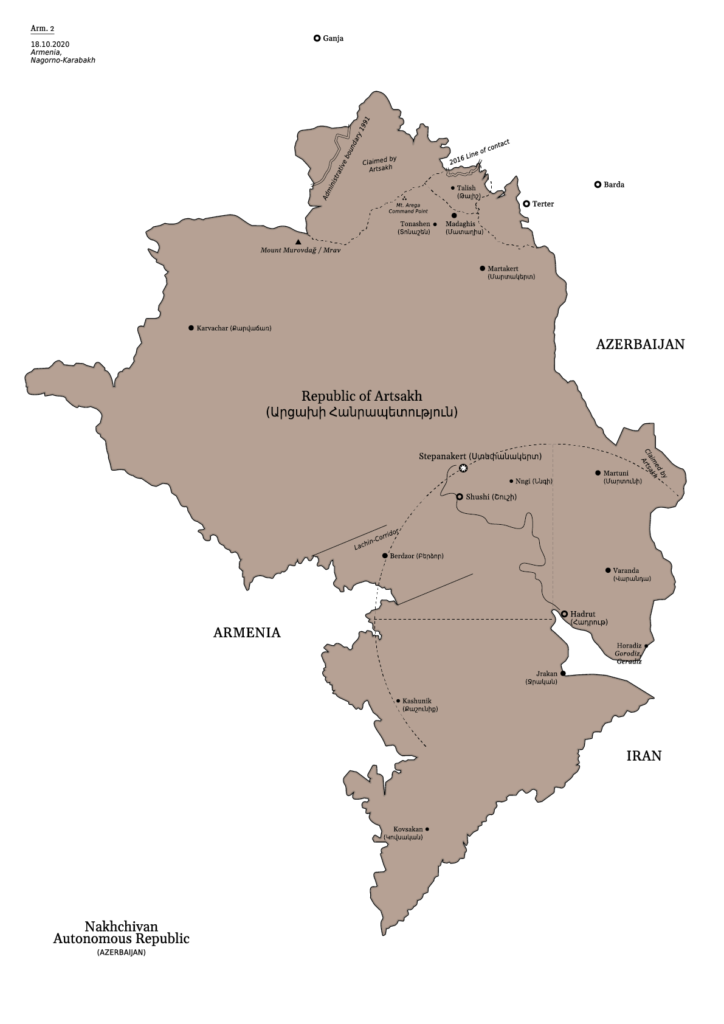 Arm. 2
18.10.2020
Armenia,
Nagorno-Karabakh
Ganja
Administrative boundary 1991
Claimed by
Artsakh
2016 Line of contact
Barda
Talish
(Թալիշ)
Terter
Mt. Arega
Command Point
Tonashen
(Տոնաշեն)
Madaghis
(Մատաղիս)
Mount Murovdağ / Mrav
Martakert
(Մարտակերտ)
Karvachar (Քարվաճառ)
AZERBAIJAN
Republic of Artsakh
(Արցախի Հանրապետություն)
Stepanakert (Ստեփանակերտ)
Claimed by
Artsakh
Martuni
(Մարտունի)
Nngi (Ննգի)
Shushi (Շուշի)
Lachin-Corridor
Berdzor (Բերձոր)
Varanda
(Վարանդա)
Hadrut
(Հադրութ)
ARMENIA
Horadiz
Gorodiz,
Geradiz
Jrakan
(Ջրական)
Kashunik
(Քաշունիք)
IRAN
Kovsakan
(Կովսական)
Nakhchivan
Autonomous Republic
(AZERBAIJAN)